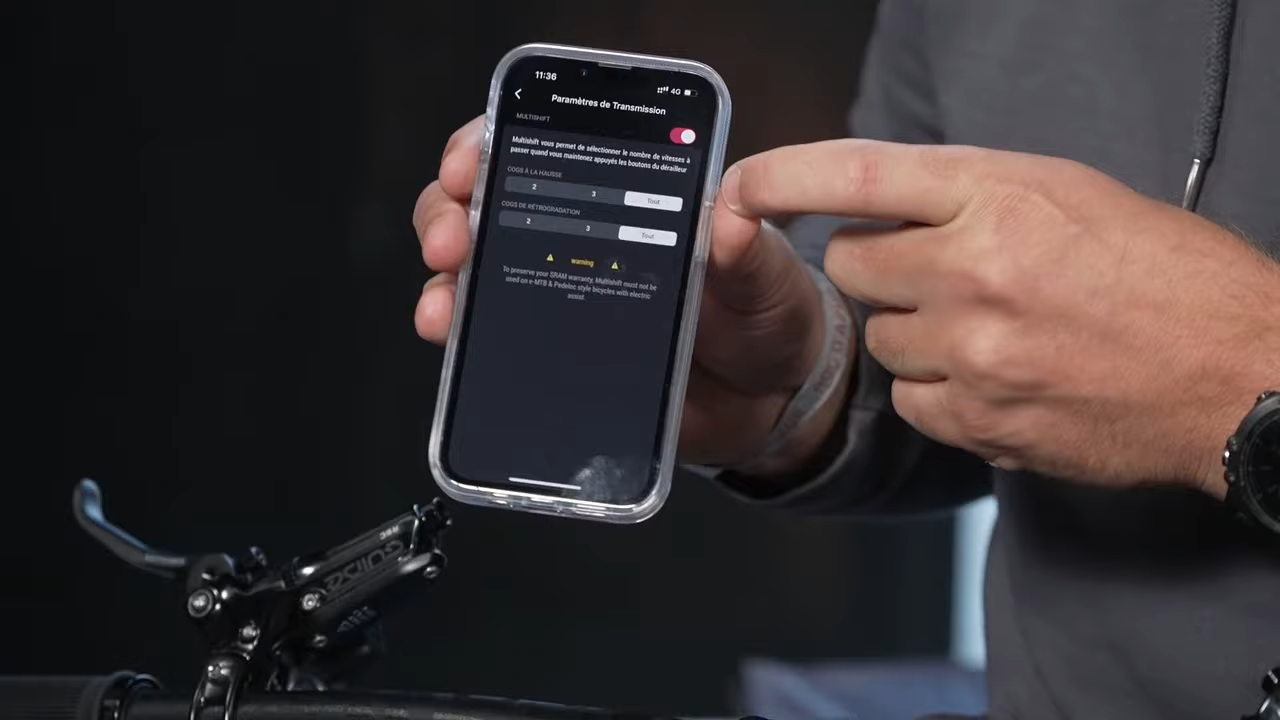 11:36
4G
Paramètres de Transmission
MULTISHIFT
Multishift vous permet de sélectionner le nombre de vitesses à
passer quand vous maintenez appuyés les boutons du dérailleur
COGS À LA HAUSSE
2 3 Tout
COGS DE RÉTROGRADATION
2 3 Tout
warning
To preserve your SRAM warranty, Multishift must not be
used on e-MTB & Pedelec style bicycles with electric
assist.
GUIDE
RSC